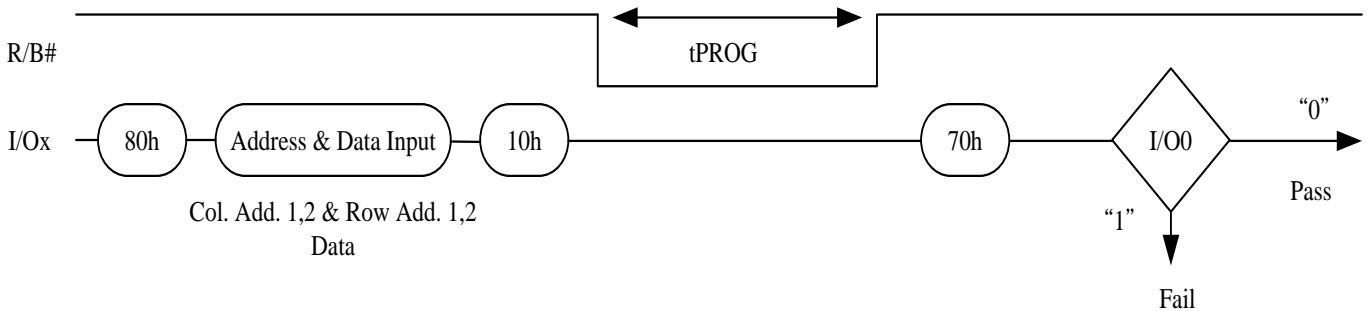 R/B#
tPROG
I/Ox
80h
Address & Data Input
10h
70h
I/O0
“0”
Pass
Col. Add. 1,2 & Row Add. 1,2
Data
“1”
Fail